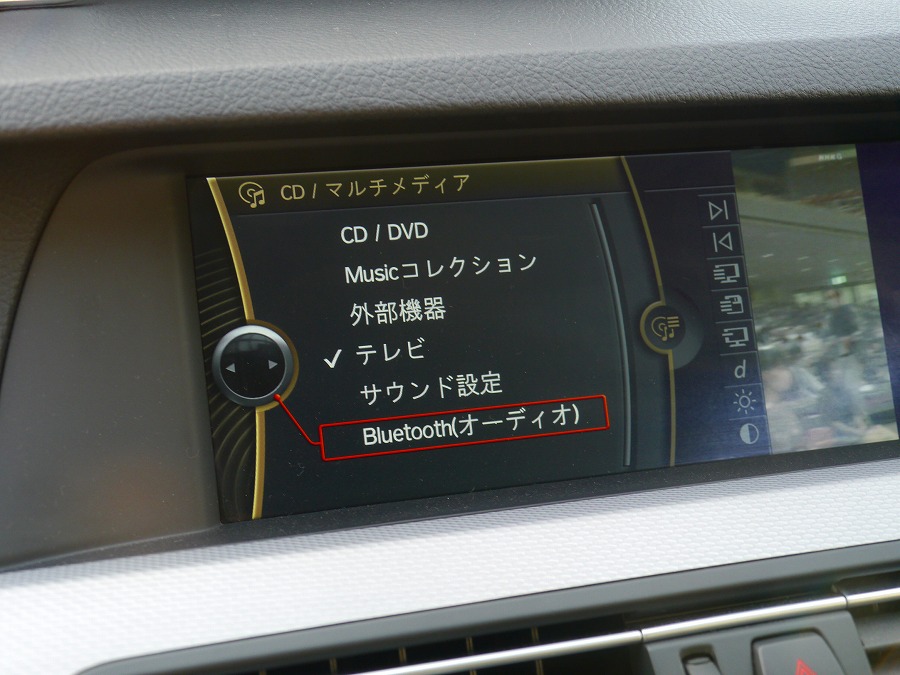 CD / マルチメディア
CD / DVD
Musicコレクション
外部機器
テレビ
サウンド設定
Bluetooth(オーディオ)
d